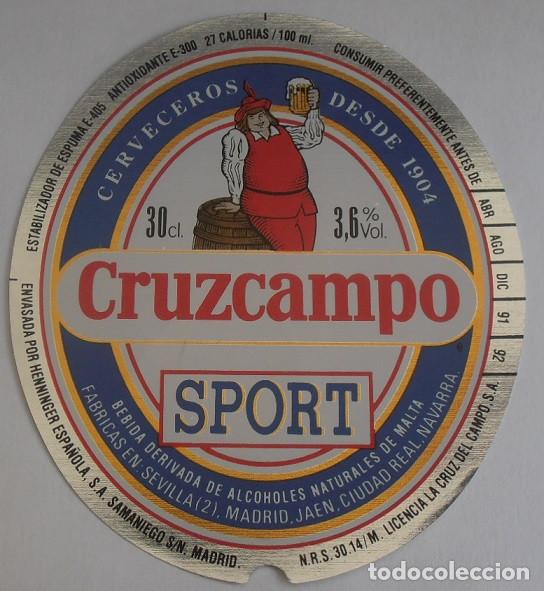 ESTABILIZADOR DE ESPUMA E-405 ANTIOXIDANTE E-300 27 CALORIAS / 100 ml. CONSUMIR PREFERENTEMENTE ANTES DE
ABR
AGO
DIC
91
92
CERVECEROS DESDE 1904
30 cl.
3,6 % Vol.
Cruzcampo
SPORT
BEBIDA DERIVADA DE ALCOHOLES NATURALES DE MALTA
FABRICAS EN: SEVILLA (2), MADRID, JAEN, CIUDAD REAL, NAVARRA.
ENVASADA POR HENNINGER ESPAÑOLA, S.A. SAMANIEGO S/N. MADRID.
N.R.S. 30.14/M. LICENCIA LA CRUZ DEL CAMPO, S.A.
todocoleccion